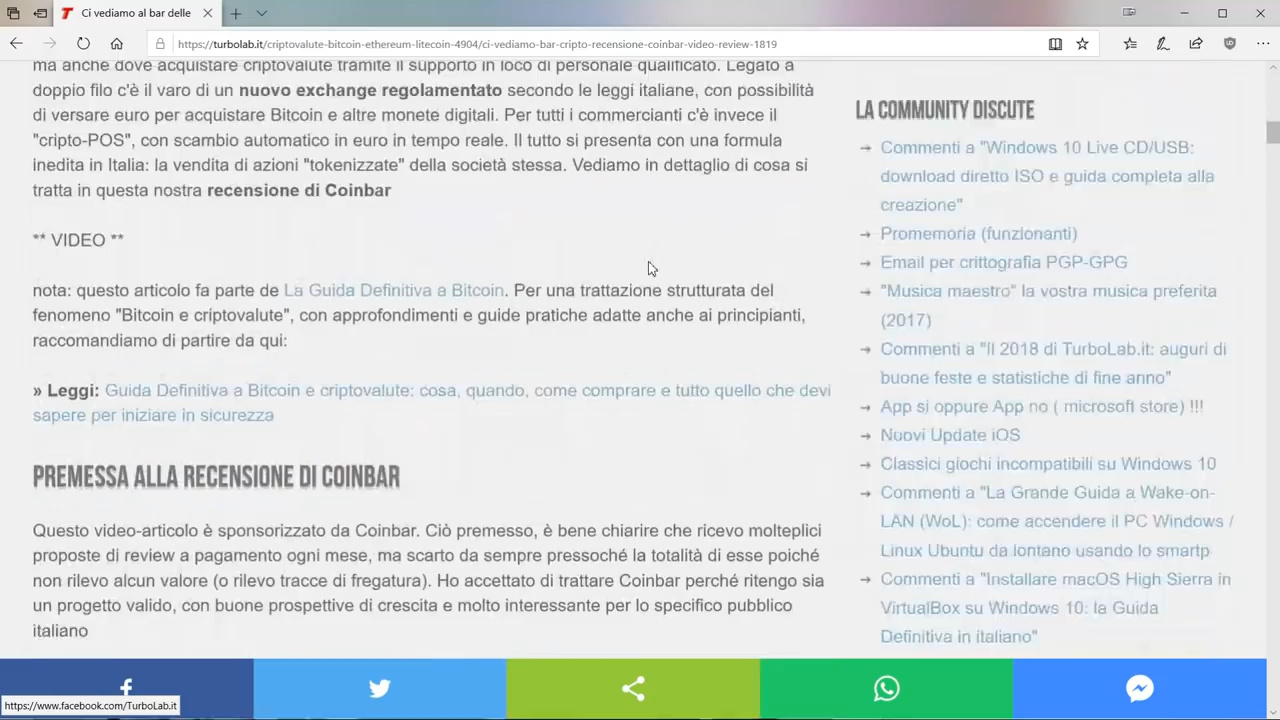 Ci vediamo al bar delle
https://turbolab.it/criptovalute-bitcoin-ethereum-litecoin-4904/ci-vediamo-bar-cripto-recensione-coinbar-video-review-1819
ma anche dove acquistare criptovalute tramite il supporto in loco di personale qualificato. Legato a
doppio filo c'è il varo di un nuovo exchange regolamentato secondo le leggi italiane, con possibilità
di versare euro per acquistare Bitcoin e altre monete digitali. Per tutti i commercianti c'è invece il
"cripto-POS", con scambio automatico in euro in tempo reale. Il tutto si presenta con una formula
inedita in Italia: la vendita di azioni "tokenizzate" della società stessa. Vediamo in dettaglio di cosa si
tratta in questa nostra recensione di Coinbar
** VIDEO **
nota: questo articolo fa parte de La Guida Definitiva a Bitcoin. Per una trattazione strutturata del
fenomeno "Bitcoin e criptovalute", con approfondimenti e guide pratiche adatte anche ai principianti,
raccomandiamo di partire da qui:
» Leggi: Guida Definitiva a Bitcoin e criptovalute: cosa, quando, come comprare e tutto quello che devi
sapere per iniziare in sicurezza
PREMESSA ALLA RECENSIONE DI COINBAR
Questo video-articolo è sponsorizzato da Coinbar. Ciò premesso, è bene chiarire che ricevo molteplici
proposte di review a pagamento ogni mese, ma scarto da sempre pressoché la totalità di esse poiché
non rilevo alcun valore (o rilevo tracce di fregatura). Ho accettato di trattare Coinbar perché ritengo sia
un progetto valido, con buone prospettive di crescita e molto interessante per lo specifico pubblico
italiano
LA COMMUNITY DISCUTE
Commenti a "Windows 10 Live CD/USB:
download diretto ISO e guida completa alla
creazione"
Promemoria (funzionanti)
Email per crittografia PGP-GPG
"Musica maestro" la vostra musica preferita
(2017)
Commenti a "Il 2018 di TurboLab.it: auguri di
buone feste e statistiche di fine anno"
App si oppure App no ( microsoft store) !!!
Nuovi Update iOS
Classici giochi incompatibili su Windows 10
Commenti a "La Grande Guida a Wake-on-
LAN (WoL): come accendere il PC Windows /
Linux Ubuntu da lontano usando lo smartp
Commenti a "Installare macOS High Sierra in
VirtualBox su Windows 10: la Guida
Definitiva in italiano"
https://www.facebook.com/TurboLab.it